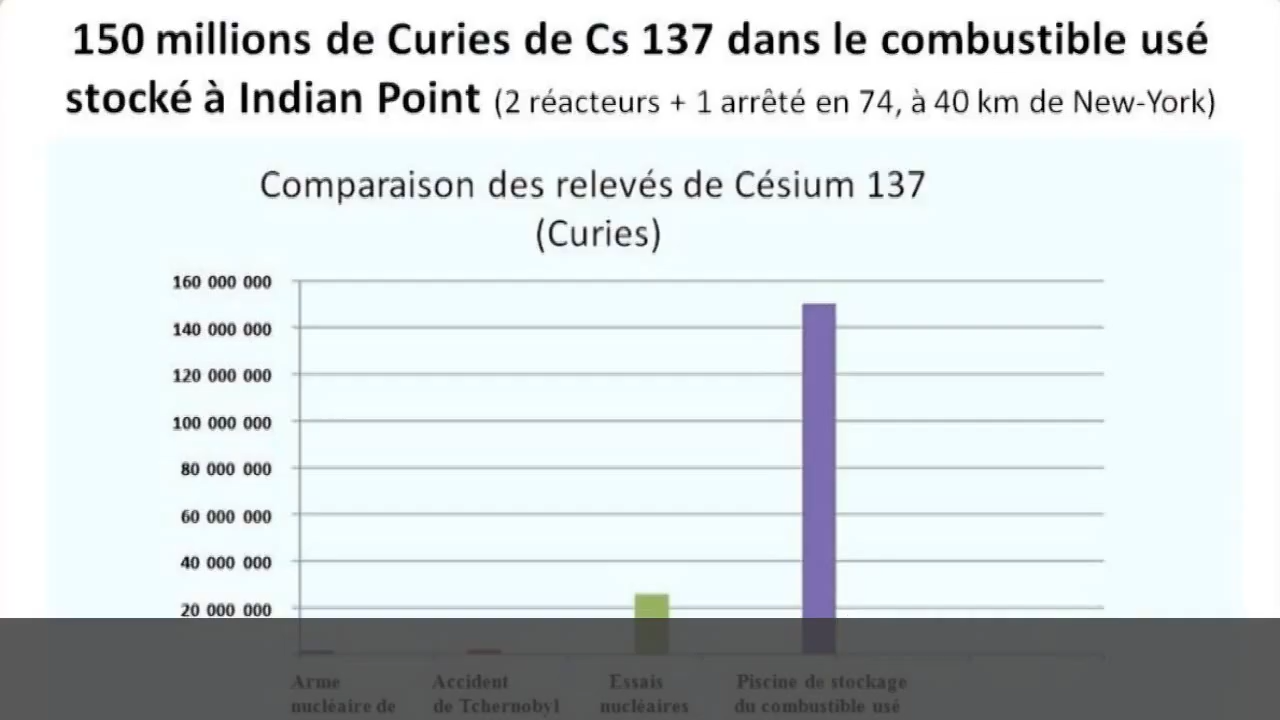 150 millions de Curies de Cs 137 dans le combustible usé
stocké à Indian Point (2 réacteurs + 1 arrêté en 74, à 40 km de New-York)
Comparaison des relevés de Césium 137
(Curies)
160 000 000
140 000 000
120 000 000
100 000 000
80 000 000
60 000 000
40 000 000
20 000 000
Arme Accident Essais Piscine de stockage
nucléaire de de Tchernobyl nucléaires du combustible usé